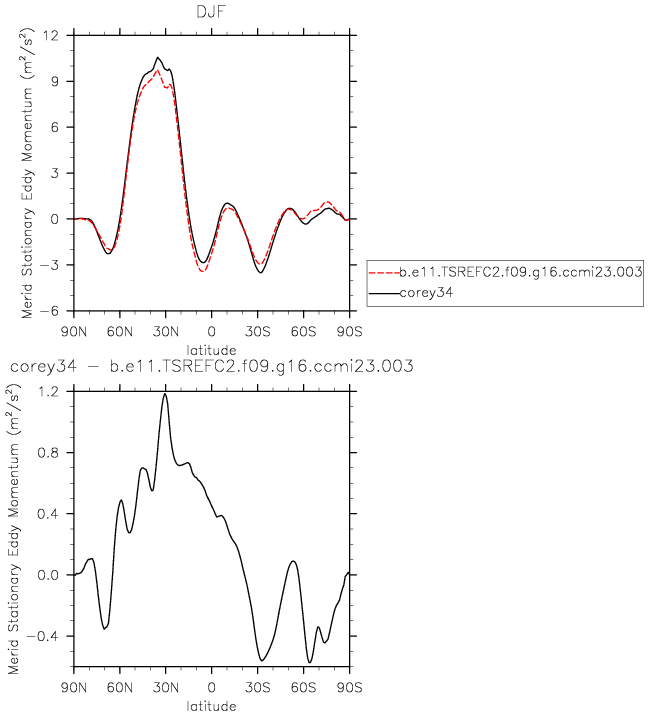 DJF
Merid Stationary Eddy Momentum (m²/s²)
12
9
6
3
0
−3
−6
90N 60N 30N 0 30S 60S 90S
latitude
b.e11.TSREFC2.f09.g16.ccmi23.003
corey34
corey34 − b.e11.TSREFC2.f09.g16.ccmi23.003
Merid Stationary Eddy Momentum (m²/s²)
1.2
0.8
0.4
0.0
−0.4
90N 60N 30N 0 30S 60S 90S
latitude